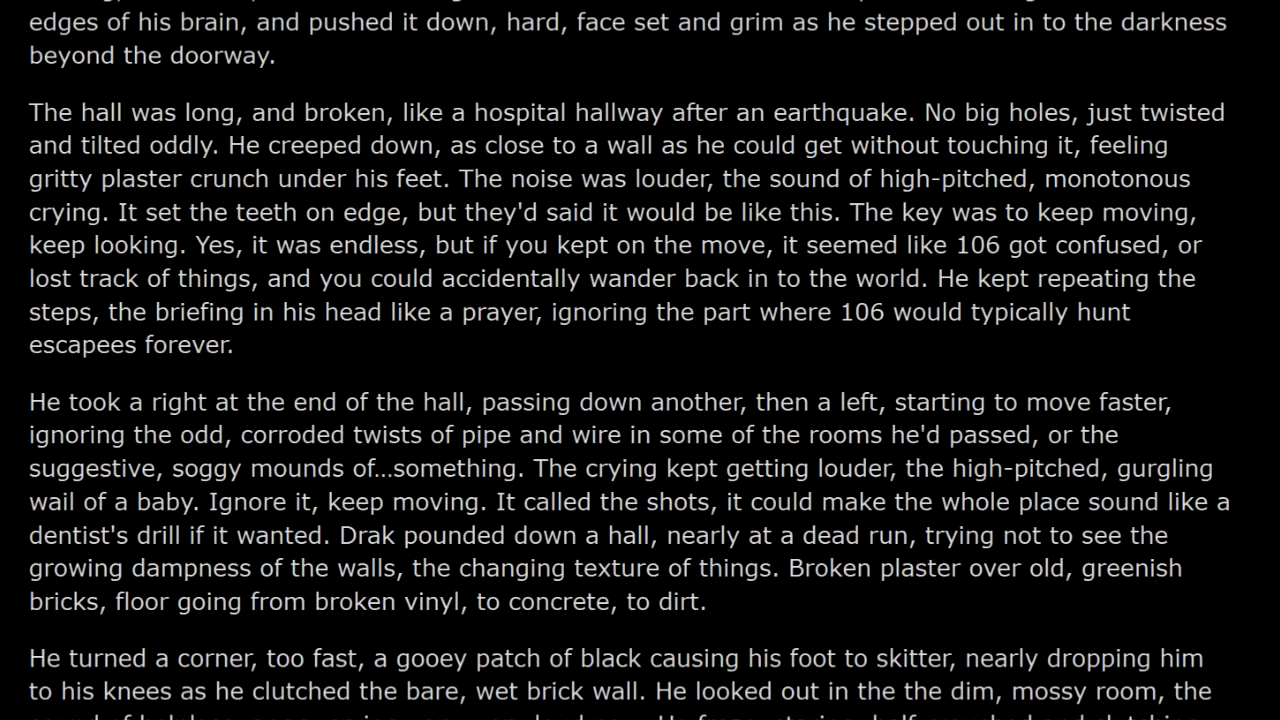 edges of his brain, and pushed it down, hard, face set and grim as he stepped out in to the darkness
beyond the doorway.
The hall was long, and broken, like a hospital hallway after an earthquake. No big holes, just twisted
and tilted oddly. He creeped down, as close to a wall as he could get without touching it, feeling
gritty plaster crunch under his feet. The noise was louder, the sound of high-pitched, monotonous
crying. It set the teeth on edge, but they'd said it would be like this. The key was to keep moving,
keep looking. Yes, it was endless, but if you kept on the move, it seemed like 106 got confused, or
lost track of things, and you could accidentally wander back in to the world. He kept repeating the
steps, the briefing in his head like a prayer, ignoring the part where 106 would typically hunt
escapees forever.
He took a right at the end of the hall, passing down another, then a left, starting to move faster,
ignoring the odd, corroded twists of pipe and wire in some of the rooms he'd passed, or the
suggestive, soggy mounds of…something. The crying kept getting louder, the high-pitched, gurgling
wail of a baby. Ignore it, keep moving. It called the shots, it could make the whole place sound like a
dentist's drill if it wanted. Drak pounded down a hall, nearly at a dead run, trying not to see the
growing dampness of the walls, the changing texture of things. Broken plaster over old, greenish
bricks, floor going from broken vinyl, to concrete, to dirt.
He turned a corner, too fast, a gooey patch of black causing his foot to skitter, nearly dropping him
to his knees as he clutched the bare, wet brick wall. He looked out in the the dim, mossy room, the